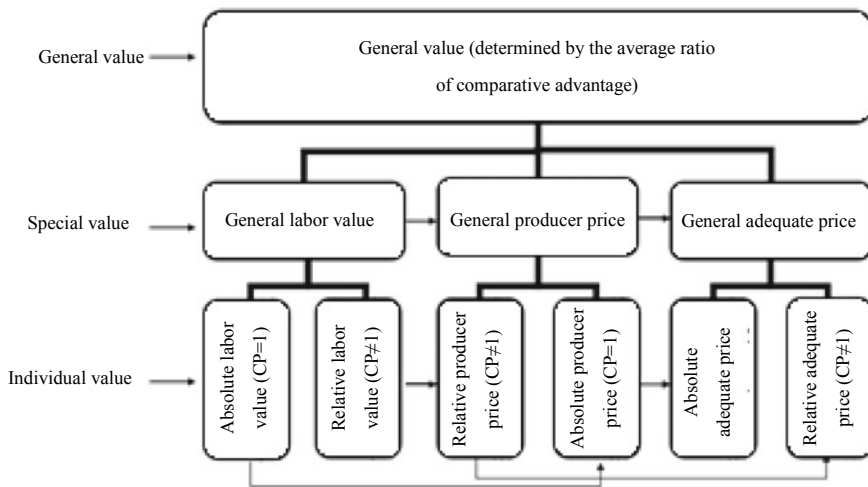 General value
General value (determined by the average ratio
of comparative advantage)
Special value
General labor value
General producer price
General adequate price
Individual value
Absolute labor
value (CP=1)
Relative labor
value (CP≠1)
Relative producer
price (CP≠1)
Absolute producer
price (CP=1)
Absolute
adequate price
Relative adequate
price (CP≠1)